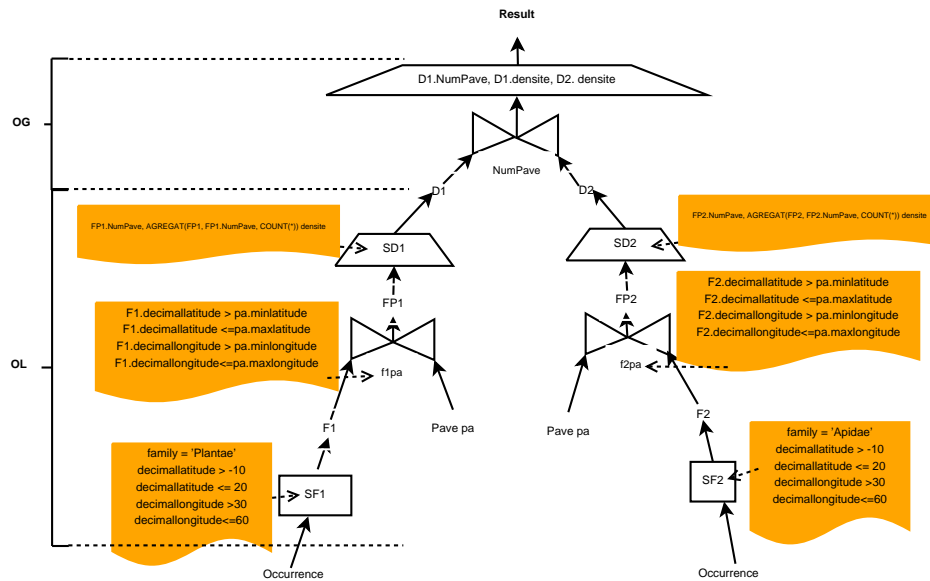 Result
D1.NumPave, D1.densite, D2. densite
OG
NumPave
D1
D2
FP1.NumPave, AGREGAT(FP1, FP1.NumPave, COUNT(*)) densite
FP2.NumPave, AGREGAT(FP2, FP2.NumPave, COUNT(*)) densite
SD1
SD2
FP1
FP2
F1.decimallatitude > pa.minlatitude
F1.decimallatitude <=pa.maxlatitude
F1.decimallongitude > pa.minlongitude
F1.decimallongitude<=pa.maxlongitude
F2.decimallatitude > pa.minlatitude
F2.decimallatitude <=pa.maxlatitude
F2.decimallongitude > pa.minlongitude
F2.decimallongitude<=pa.maxlongitude
OL
f1pa
f2pa
F1
Pave pa
Pave pa
F2
family = 'Plantae'
decimallatitude > -10
decimallatitude <= 20
decimallongitude >30
decimallongitude<=60
SF1
SF2
family = 'Apidae'
decimallatitude > -10
decimallatitude <= 20
decimallongitude >30
decimallongitude<=60
Occurrence
Occurrence